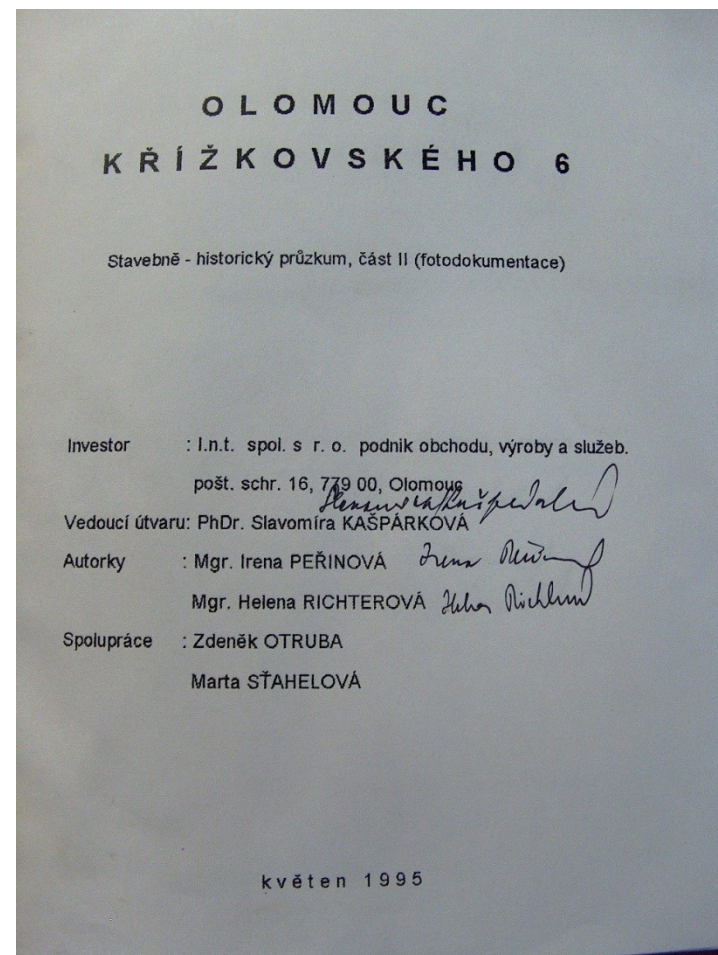 OLOMOUC
KŘÍŽKOVSKÉHO 6
Stavebně - historický průzkum, část II (fotodokumentace)
Investor : I.n.t. spol. s r. o. podnik obchodu, výroby a služeb.
pošt. schr. 16, 779 00, Olomouc
Vedoucí útvaru: PhDr. Slavomíra KAŠPÁRKOVÁ
Autorky : Mgr. Irena PEŘINOVÁ Irena
Mgr. Helena RICHTEROVÁ
Spolupráce : Zdeněk OTRUBA
Marta SŤAHELOVÁ
květen 1995